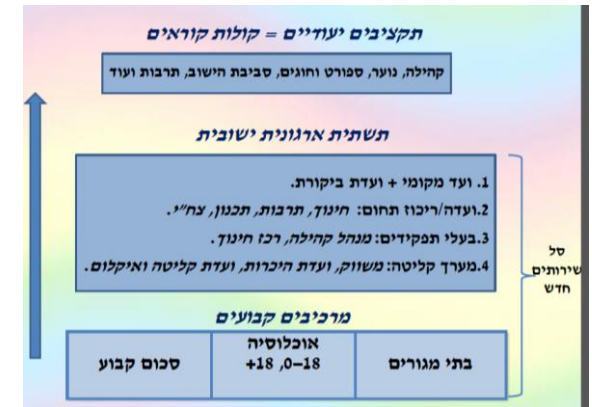 תקציבים יעודיים = קולות קוראים
קהילה, נוער, ספורט וחוגים, סביבת הישוב, תרבות ועוד
תשתית ארגונית ישובית
1. ועד מקומי + ועדת ביקורת.
2.ועדה/ריכוז תחום: חינוך, תרבות, תכנון, צח"י.
3.בעלי תפקידים: מנהל קהילה, רכז חינוך.
4.מערך קליטה: משווק, ועדת היכרות, ועדת קליטה ואיקלום.
סל
שירותים
חדש
מרכיבים קבועים
בתי מגורים
אוכלוסיה
0–18, 18+
סכום קבוע